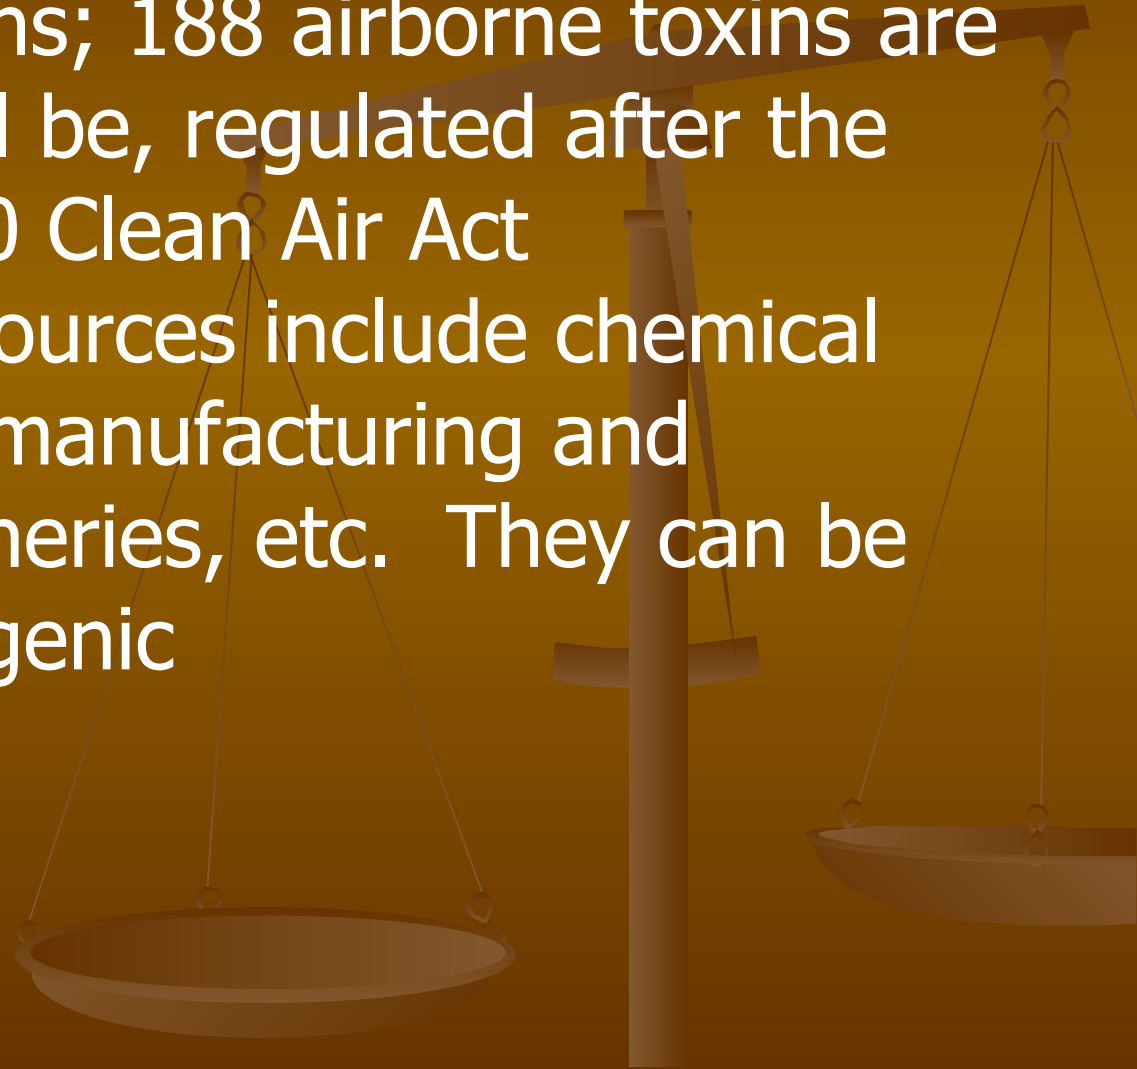 ns; 188 airborne toxins are
l be, regulated after the
0 Clean Air Act
ources include chemical
manufacturing and
neries, etc.  They can be
genic